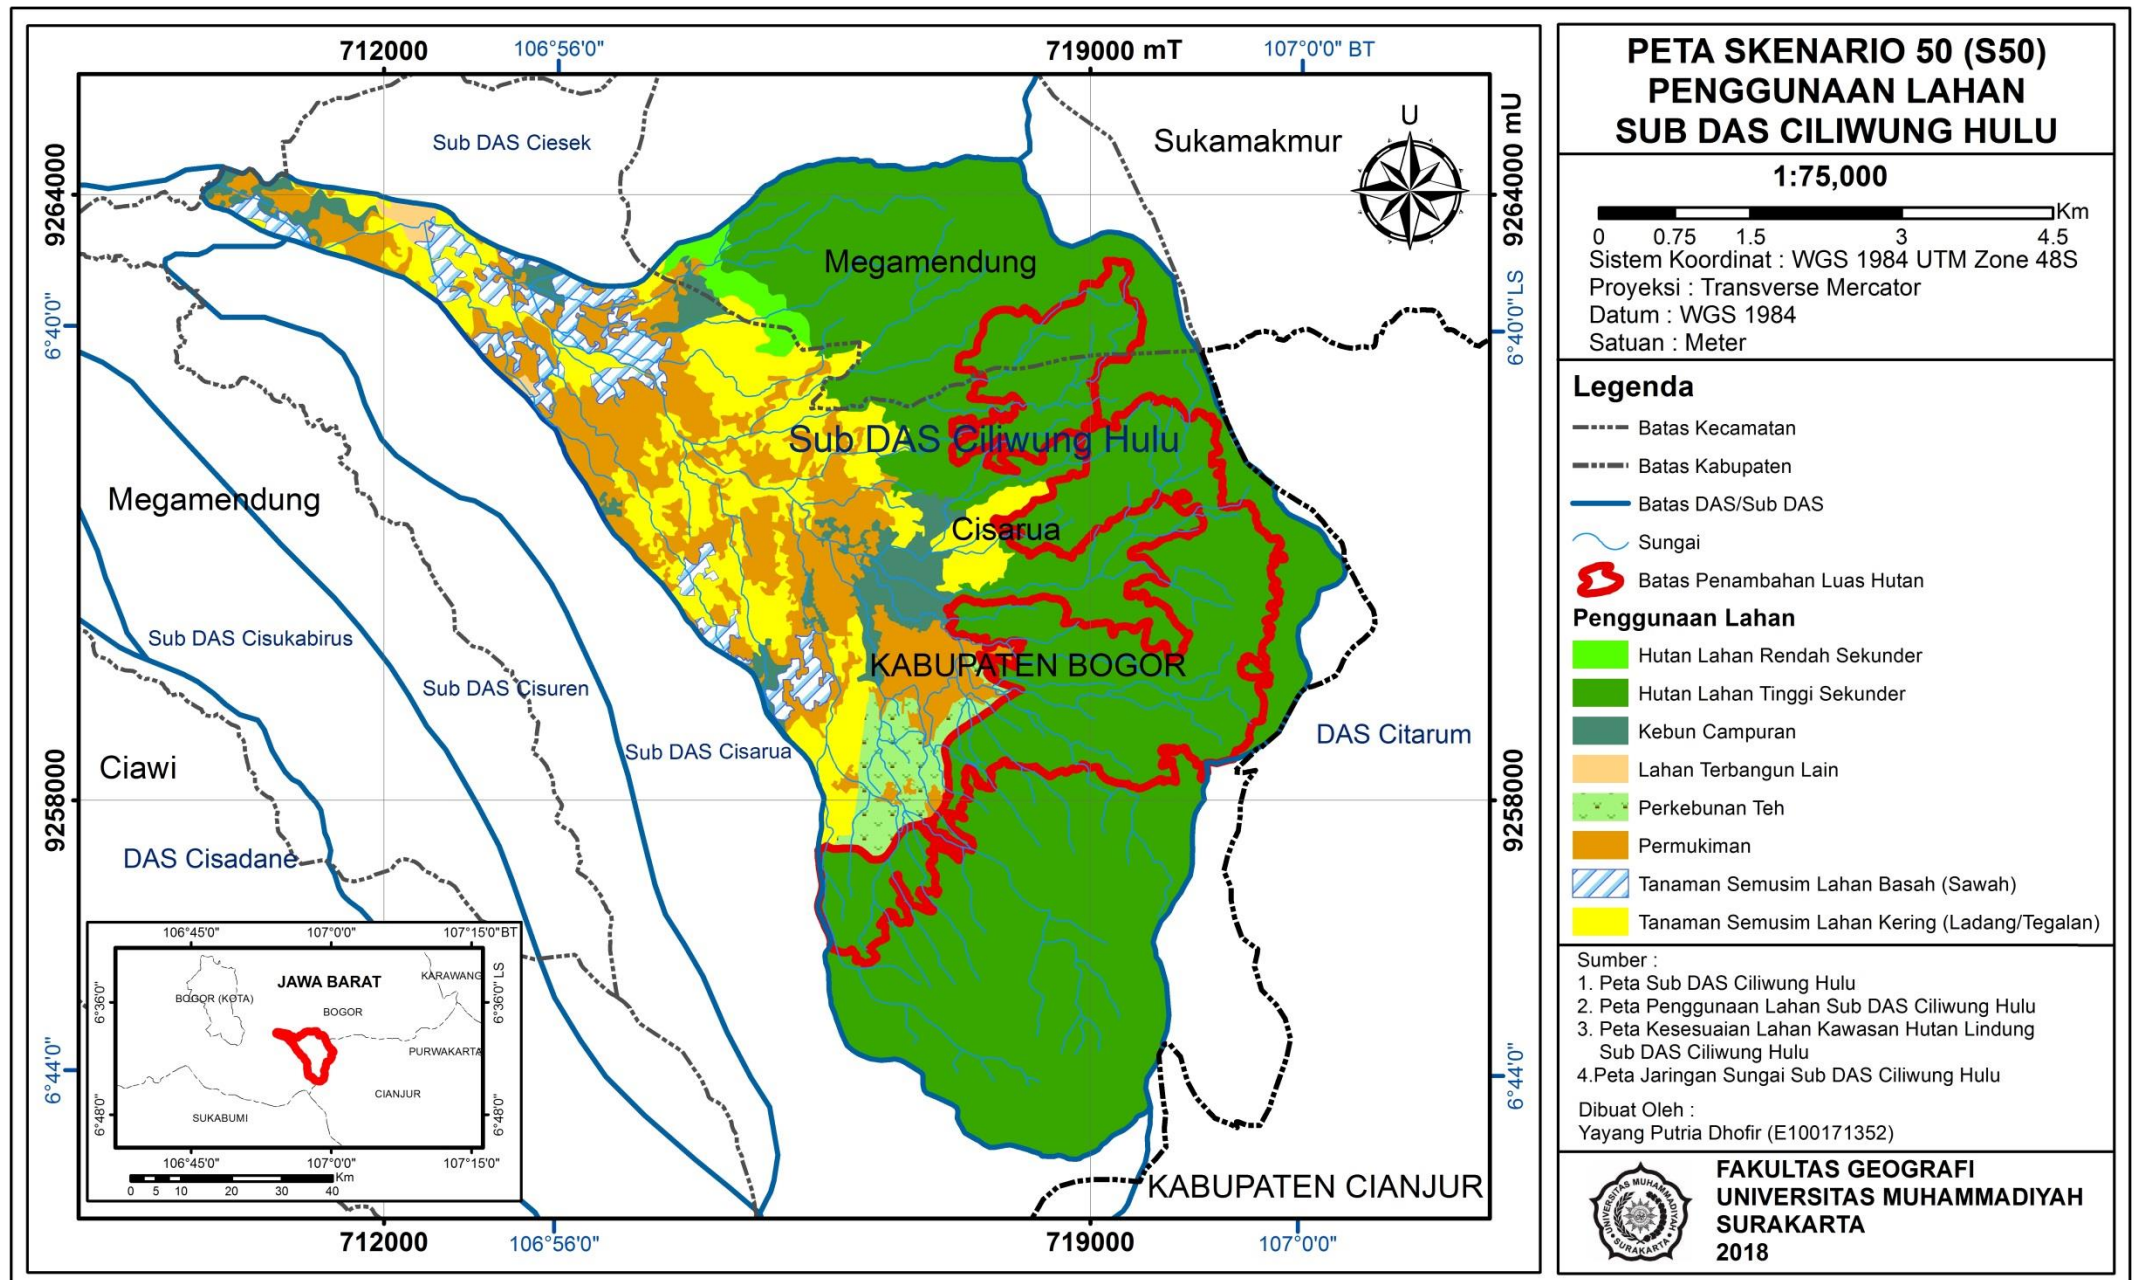 712000
106°56'0"
719000 mT
107°0'0" BT
9264000
6°40'0"
9258000
6°44'0"
9264000 mU
6°40'0" LS
9258000
6°44'0"
712000
106°56'0"
719000
107°0'0"
U
Sub DAS Ciesek
Sukamakmur
Megamendung
Sub DAS Ciliwung Hulu
Megamendung
Cisarua
Sub DAS Cisukabirus
KABUPATEN BOGOR
Sub DAS Cisuren
DAS Citarum
Sub DAS Cisarua
Ciawi
DAS Cisadane
KABUPATEN CIANJUR
106°45'0"
107°0'0"
107°15'0"BT
6°36'0"
6°48'0"
6°36'0" LS
6°48'0"
JAWA BARAT
KARAWANG
BOGOR (KOTA)
BOGOR
PURWAKARTA
CIANJUR
SUKABUMI
106°45'0"
107°0'0"
107°15'0"
Km
0 5 10 20 30 40
PETA SKENARIO 50 (S50)
PENGGUNAAN LAHAN
SUB DAS CILIWUNG HULU
1:75,000
Km
0 0.75 1.5 3 4.5
Sistem Koordinat : WGS 1984 UTM Zone 48S
Proyeksi : Transverse Mercator
Datum : WGS 1984
Satuan : Meter
Legenda
Batas Kecamatan
Batas Kabupaten
Batas DAS/Sub DAS
Sungai
Batas Penambahan Luas Hutan
Penggunaan Lahan
Hutan Lahan Rendah Sekunder
Hutan Lahan Tinggi Sekunder
Kebun Campuran
Lahan Terbangun Lain
Perkebunan Teh
Permukiman
Tanaman Semusim Lahan Basah (Sawah)
Tanaman Semusim Lahan Kering (Ladang/Tegalan)
Sumber :
1. Peta Sub DAS Ciliwung Hulu
2. Peta Penggunaan Lahan Sub DAS Ciliwung Hulu
3. Peta Kesesuaian Lahan Kawasan Hutan Lindung
Sub DAS Ciliwung Hulu
4.Peta Jaringan Sungai Sub DAS Ciliwung Hulu
Dibuat Oleh :
Yayang Putria Dhofir (E100171352)
UNIVERSITAS MUHAMMADIYAH
SURAKARTA
FAKULTAS GEOGRAFI
UNIVERSITAS MUHAMMADIYAH
SURAKARTA
2018